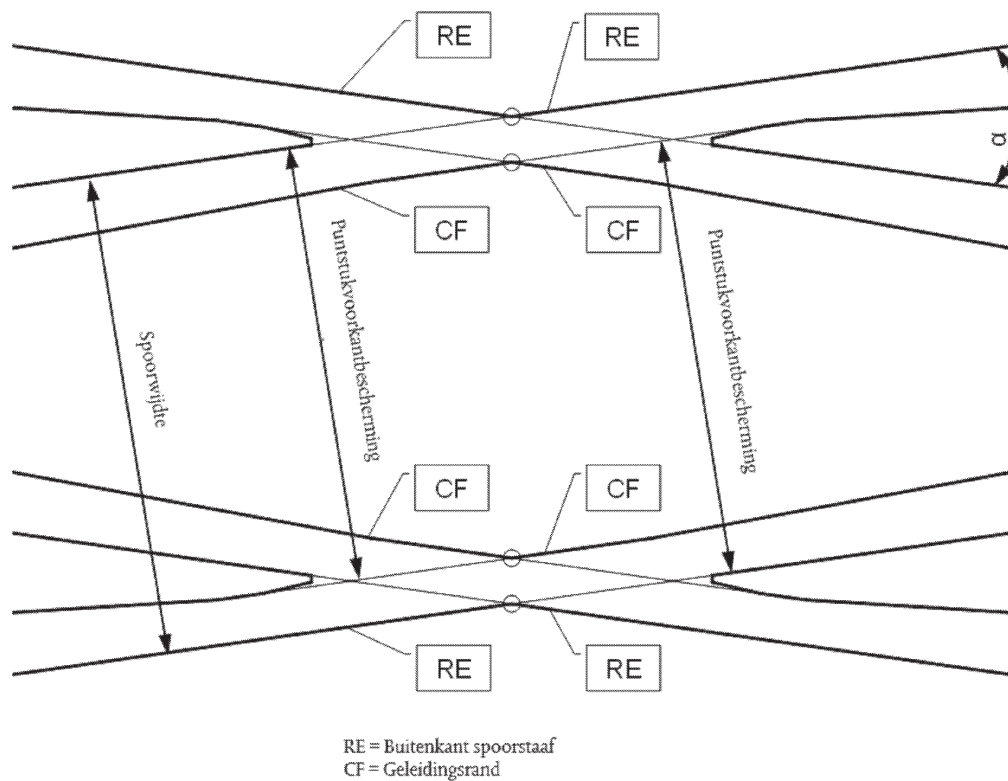 RE
RE
α
CF
CF
Puntstukvoorkantbescherming
Puntstukvoorkantbescherming
Spoorwijdte
CF
CF
RE
RE
RE = Buitenkant spoorstaaf
CF = Geleidingsrand